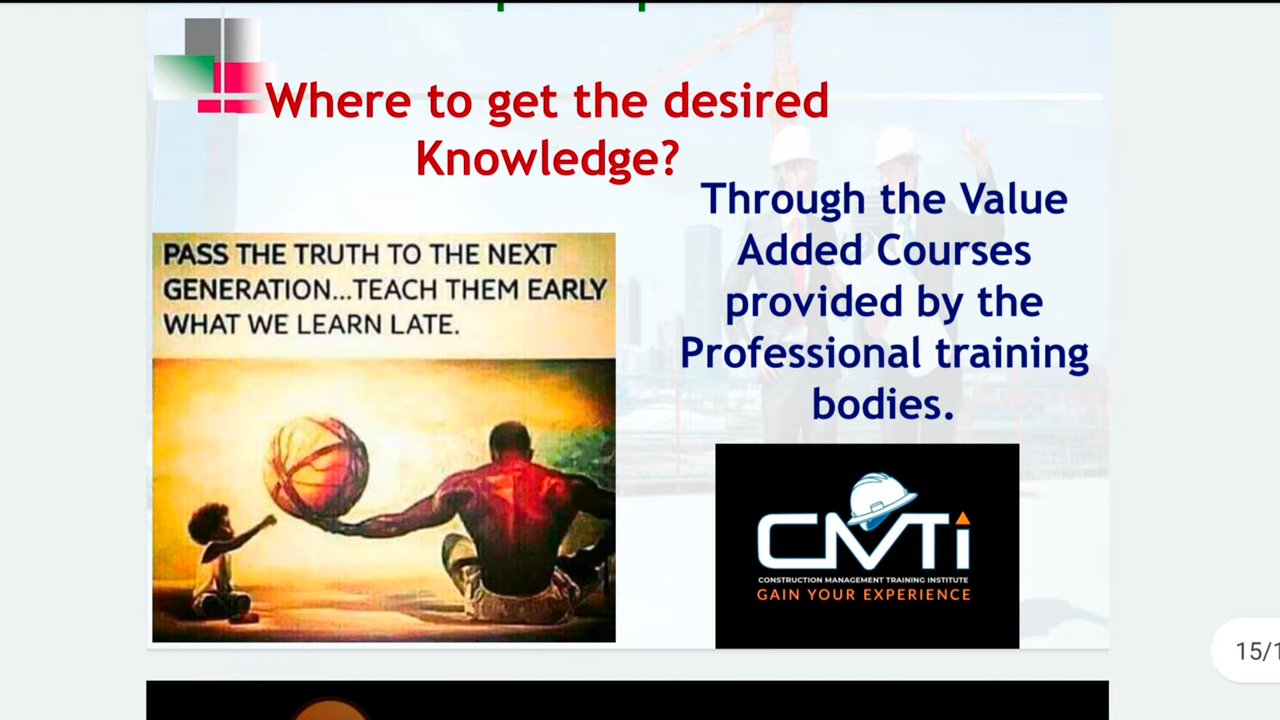 Where to get the desired
Knowledge?
Through the Value
Added Courses
provided by the
Professional training
bodies.
PASS THE TRUTH TO THE NEXT
GENERATION...TEACH THEM EARLY
WHAT WE LEARN LATE.
CMTi
CONSTRUCTION MANAGEMENT TRAINING INSTITUTE
GAIN YOUR EXPERIENCE